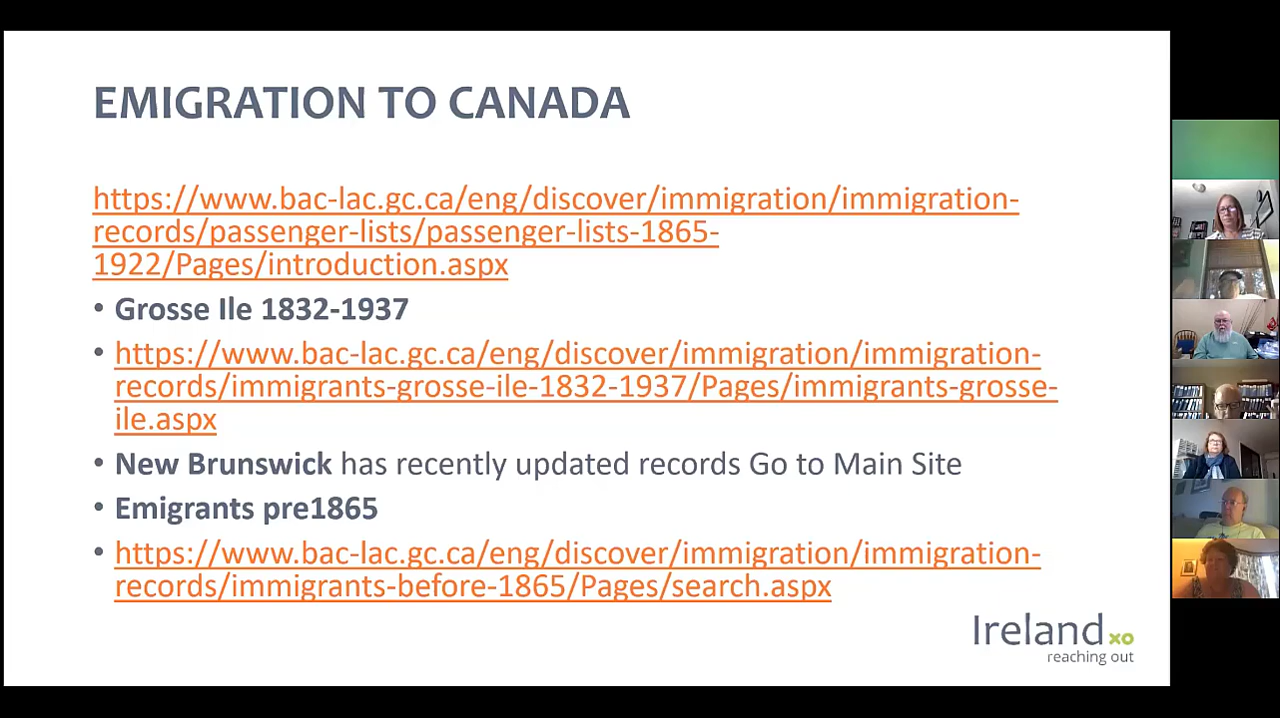 EMIGRATION TO CANADA
https://www.bac-lac.gc.ca/eng/discover/immigration/immigration-
records/passenger-lists/passenger-lists-1865-
1922/Pages/introduction.aspx
• Grosse Ile 1832-1937
• https://www.bac-lac.gc.ca/eng/discover/immigration/immigration-
records/immigrants-grosse-ile-1832-1937/Pages/immigrants-grosse-
ile.aspx
• New Brunswick has recently updated records Go to Main Site
• Emigrants pre1865
• https://www.bac-lac.gc.ca/eng/discover/immigration/immigration-
records/immigrants-before-1865/Pages/search.aspx
Ireland xo
reaching out